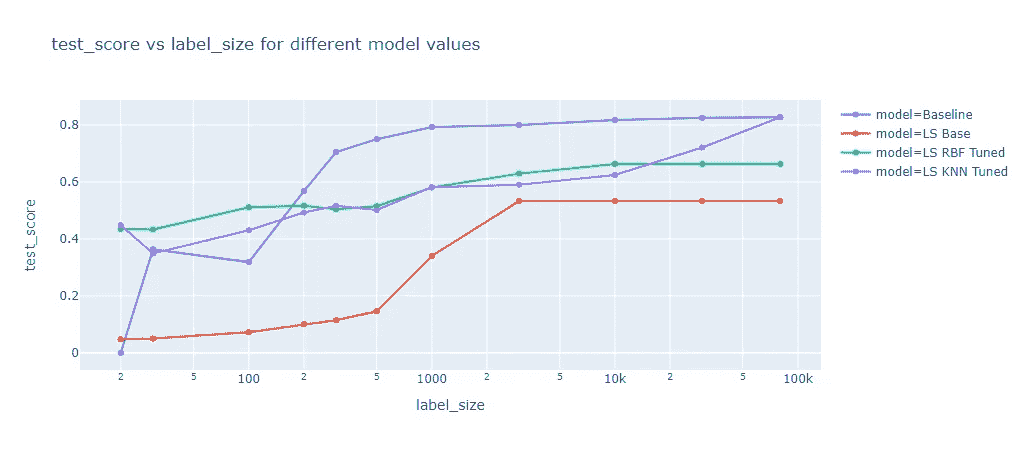 test_score vs label_size for different model values
model=Baseline
model=LS Base
model=LS RBF Tuned
model=LS KNN Tuned
test_score
0.8
0.6
0.4
0.2
0
2 5 100 2 5 1000 2 5 10k 2 5 100k
label_size